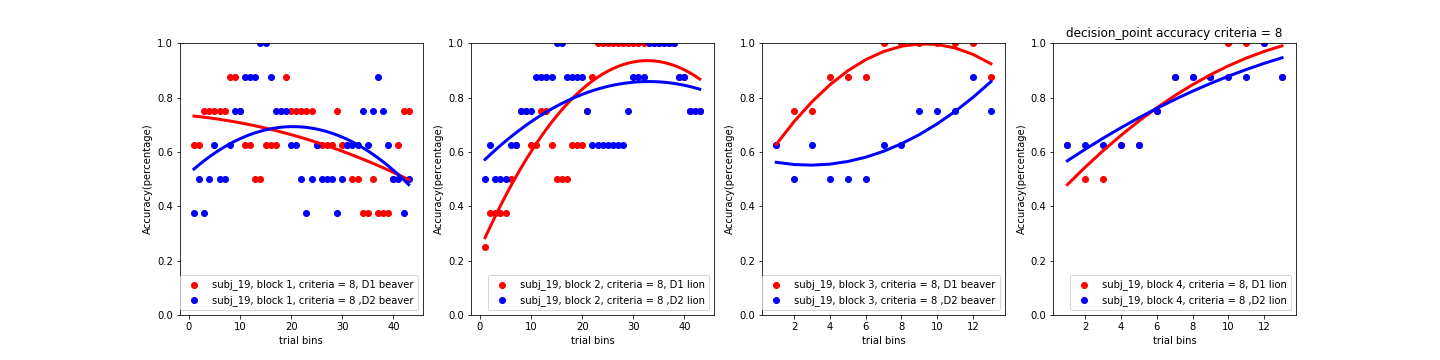 decision_point accuracy criteria = 8
1.0
0.8
0.6
0.4
0.2
0.0
Accuracy(percentage)
0 10 20 30 40
trial bins
subj_19, block 1, criteria = 8, D1 beaver
subj_19, block 1, criteria = 8 ,D2 beaver
1.0
0.8
0.6
0.4
0.2
0.0
Accuracy(percentage)
0 10 20 30 40
trial bins
subj_19, block 2, criteria = 8, D1 lion
subj_19, block 2, criteria = 8 ,D2 lion
1.0
0.8
0.6
0.4
0.2
0.0
Accuracy(percentage)
2 4 6 8 10 12
trial bins
subj_19, block 3, criteria = 8, D1 beaver
subj_19, block 3, criteria = 8 ,D2 beaver
1.0
0.8
0.6
0.4
0.2
0.0
Accuracy(percentage)
2 4 6 8 10 12
trial bins
subj_19, block 4, criteria = 8, D1 lion
subj_19, block 4, criteria = 8 ,D2 lion